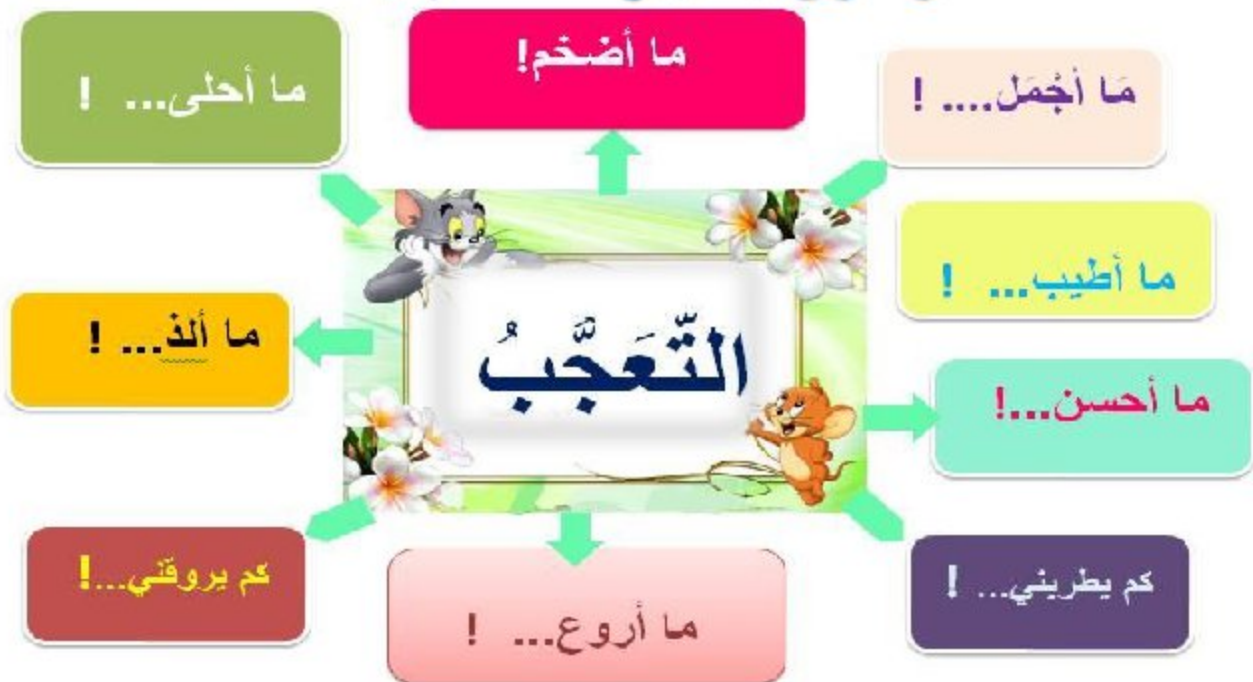 ما أضخم!
مَا أجْمَل.... !
ما أحلى... !
ما أطيب... !
ما ألذ... !
التّعَجَّبُ
ما أحسن...!
كم يروقني...!
كم يطربني... !
ما أروع... !